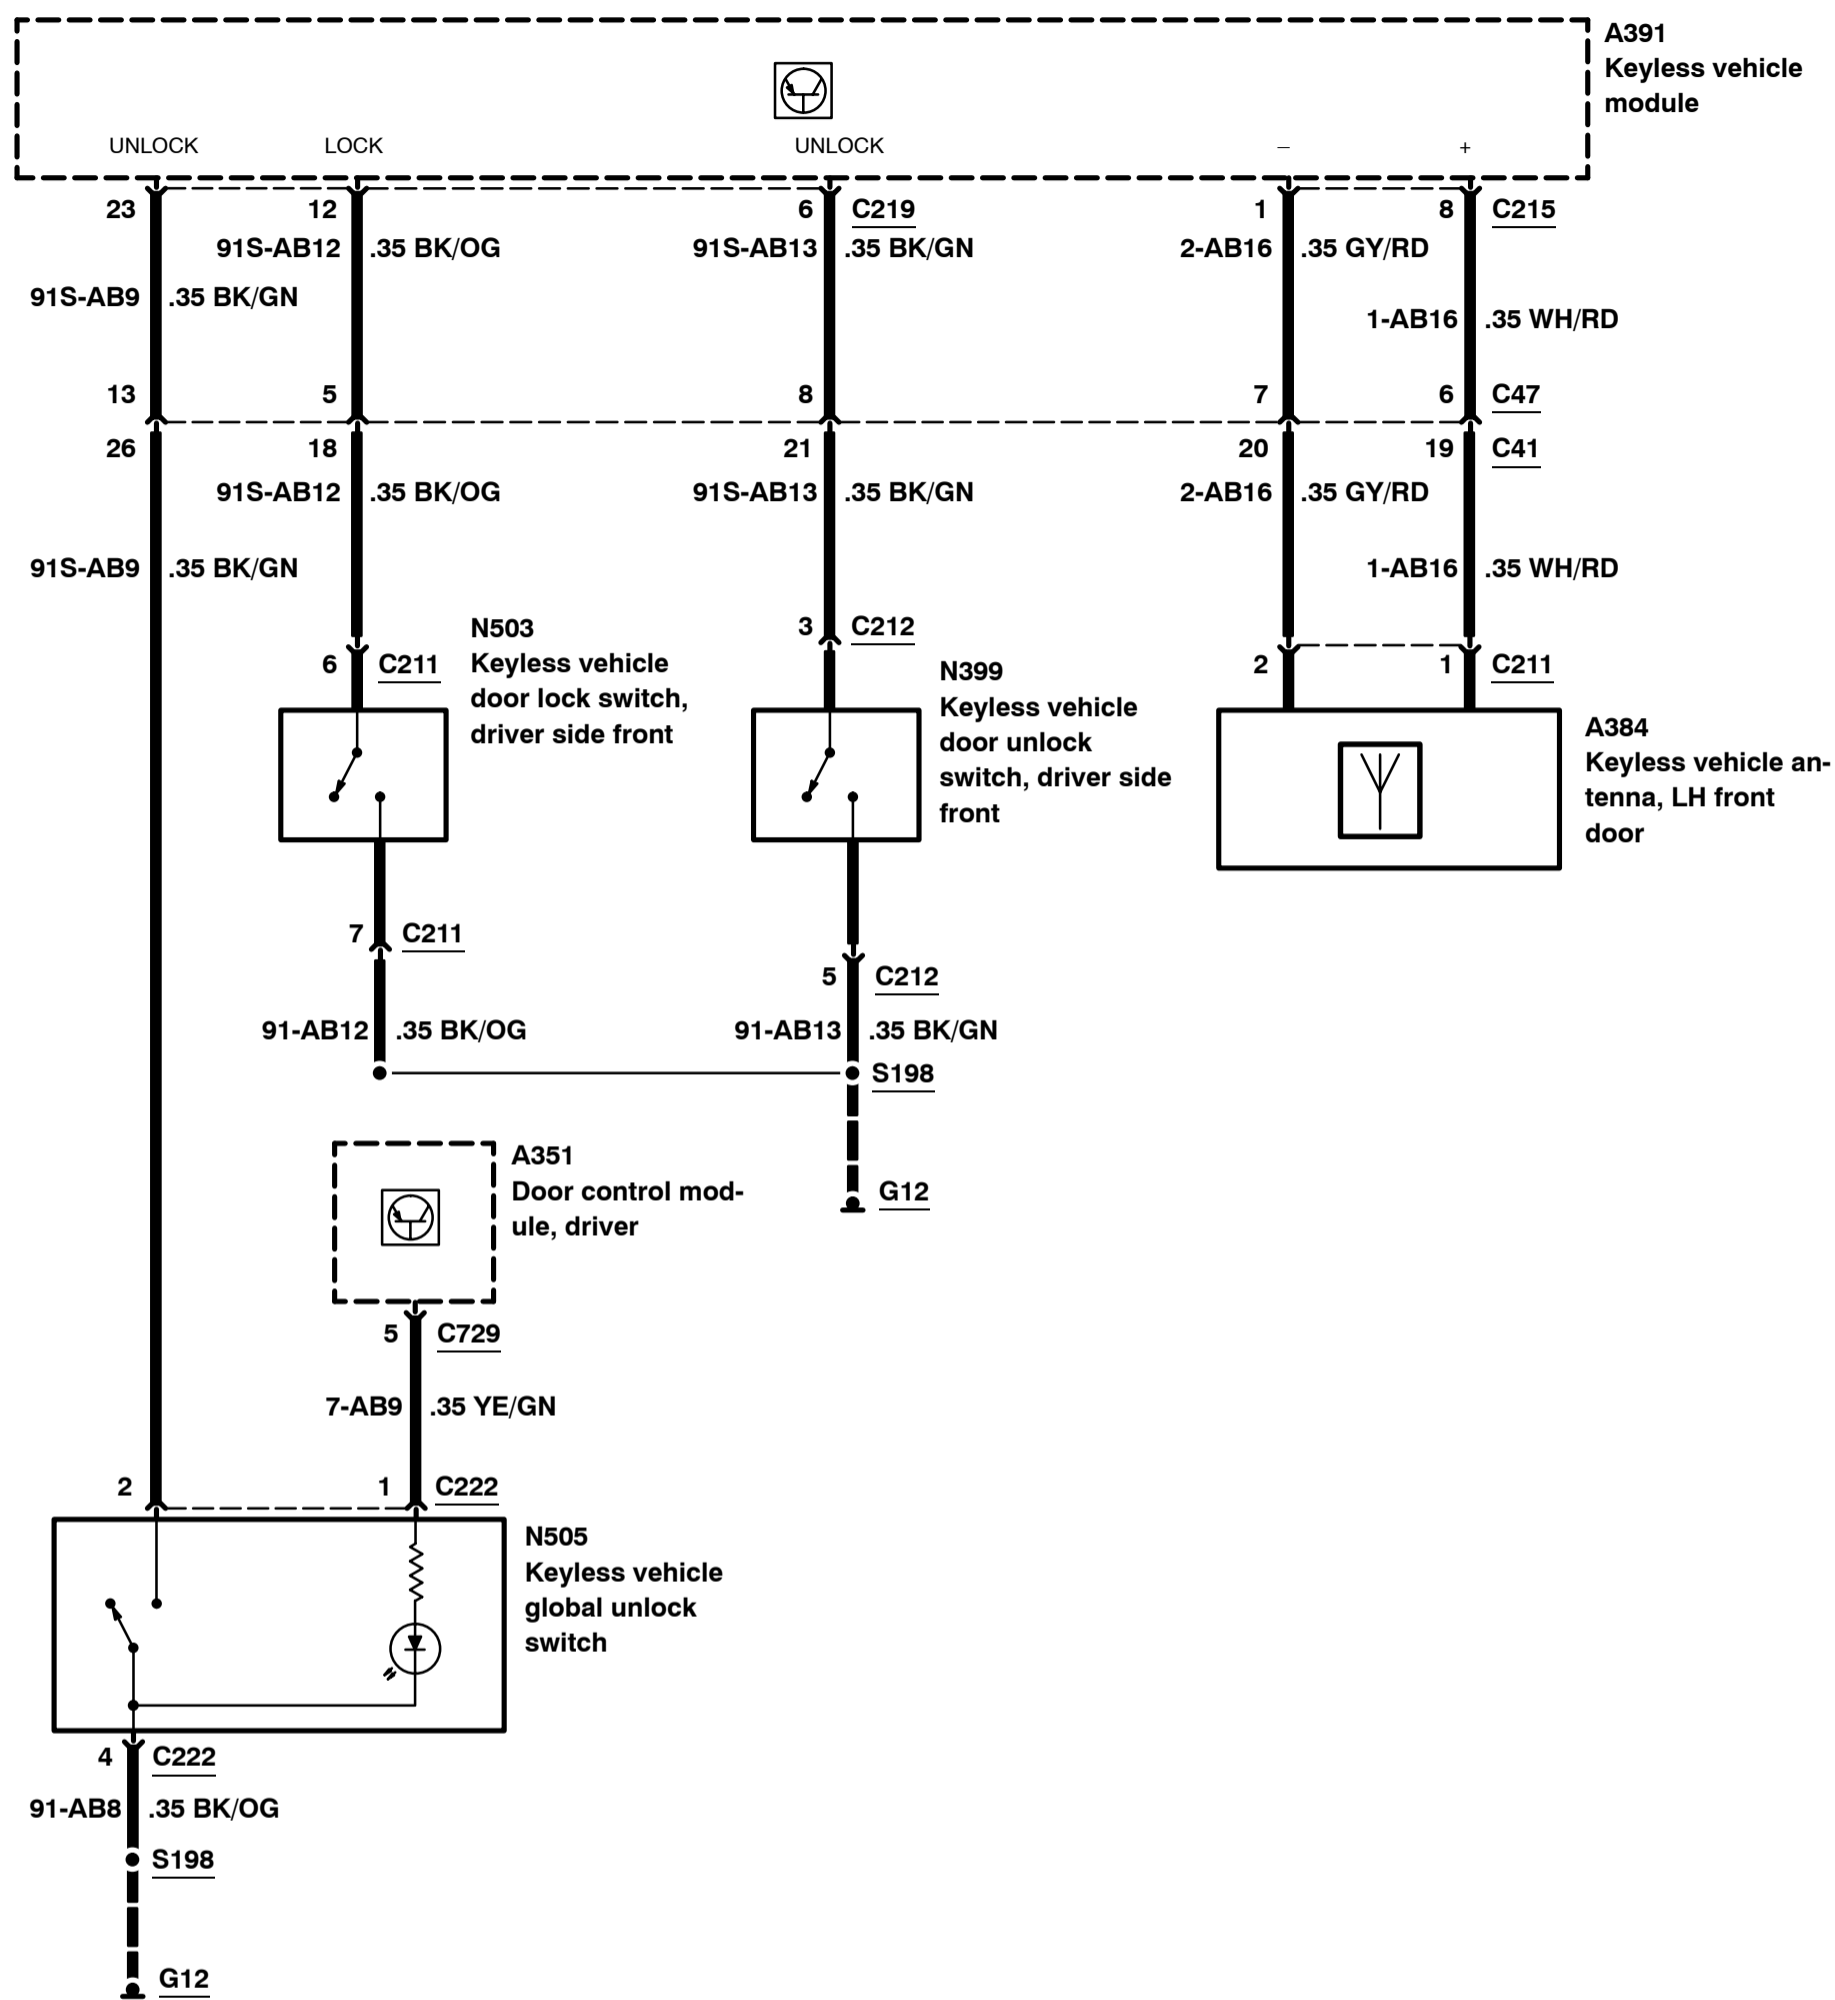 A391
Keyless vehicle
module
UNLOCK LOCK UNLOCK – +
23 12 6 C219 1 8 C215
91S-AB12 .35 BK/OG 91S-AB13 .35 BK/GN 2-AB16 .35 GY/RD
91S-AB9 .35 BK/GN
1-AB16 .35 WH/RD
13 5 8 7 6 C47
26 18 21 20 19 C41
91S-AB12 .35 BK/OG 91S-AB13 .35 BK/GN 2-AB16 .35 GY/RD
91S-AB9 .35 BK/GN 1-AB16 .35 WH/RD
3 C212
6 C211
N503
Keyless vehicle
door lock switch,
driver side front
N399
Keyless vehicle
door unlock
switch, driver side
front
2 1 C211
A384
Keyless vehicle an-
tenna, LH front
door
7 C211
5 C212
91-AB12 .35 BK/OG 91-AB13 .35 BK/GN
S198
G12
A351
Door control mod-
ule, driver
5 C729
7-AB9 .35 YE/GN
2 1 C222
N505
Keyless vehicle
global unlock
switch
4 C222
91-AB8 .35 BK/OG
S198
G12